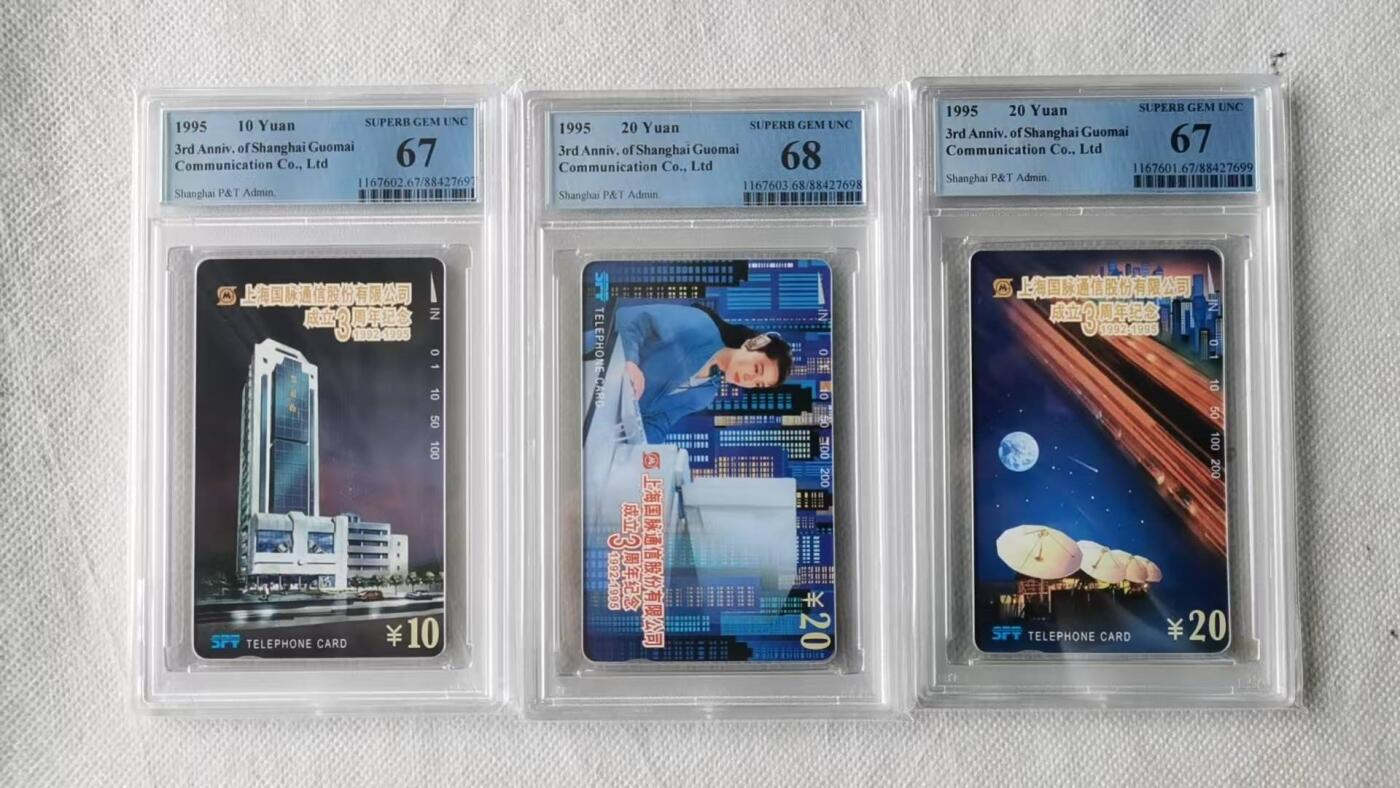 1995 10 Yuan SUPERB GEM UNC
3rd Anniv. of Shanghai Guomai 67
Communication Co., Ltd
1167602.67/88427697
Shanghai P&T Admin.
上海国脉通信股份有限公司
成立3周年纪念
1992-1995
IN 0 1 10 50 100
SPT TELEPHONE CARD ¥10
1995 20 Yuan SUPERB GEM UNC
3rd Anniv. of Shanghai Guomai 68
Communication Co., Ltd
1167603.68/88427698
Shanghai P&T Admin.
SPT TELEPHONE CARD
IN 0 10 50 100 200
上海国脉通信股份有限公司
成立3周年纪念
1992-1995
¥20
1995 20 Yuan SUPERB GEM UNC
3rd Anniv. of Shanghai Guomai 67
Communication Co., Ltd
1167601.67/88427699
Shanghai P&T Admin.
上海国脉通信股份有限公司
成立3周年纪念
1992-1995
IN 0 1 10 50 100 200
SPT TELEPHONE CARD ¥20